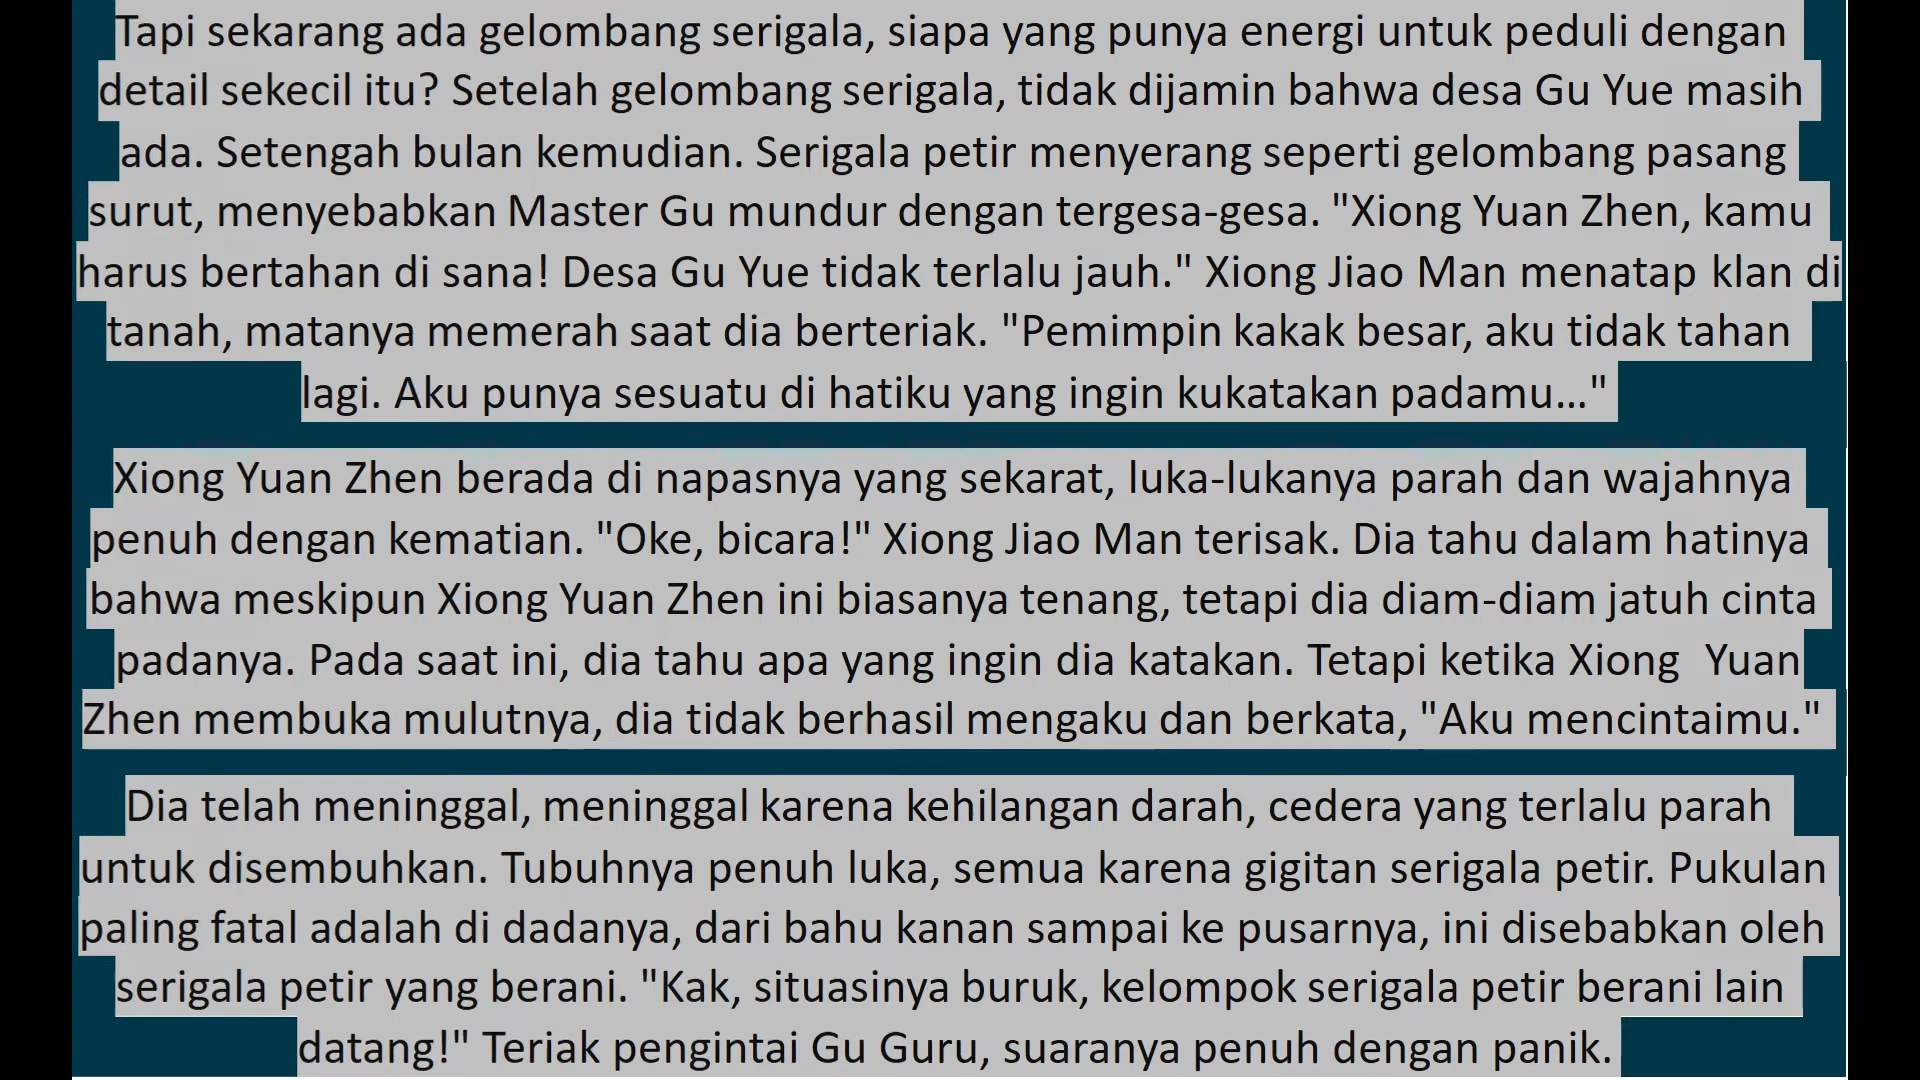 Tapi sekarang ada gelombang serigala, siapa yang punya energi untuk peduli dengan
detail sekecil itu? Setelah gelombang serigala, tidak dijamin bahwa desa Gu Yue masih
ada. Setengah bulan kemudian. Serigala petir menyerang seperti gelombang pasang
surut, menyebabkan Master Gu mundur dengan tergesa-gesa. "Xiong Yuan Zhen, kamu
harus bertahan di sana! Desa Gu Yue tidak terlalu jauh." Xiong Jiao Man menatap klan di
tanah, matanya memerah saat dia berteriak. "Pemimpin kakak besar, aku tidak tahan
lagi. Aku punya sesuatu di hatiku yang ingin kukatakan padamu..."
Xiong Yuan Zhen berada di napasnya yang sekarat, luka-lukanya parah dan wajahnya
penuh dengan kematian. "Oke, bicara!" Xiong Jiao Man terisak. Dia tahu dalam hatinya
bahwa meskipun Xiong Yuan Zhen ini biasanya tenang, tetapi dia diam-diam jatuh cinta
padanya. Pada saat ini, dia tahu apa yang ingin dia katakan. Tetapi ketika Xiong  Yuan
Zhen membuka mulutnya, dia tidak berhasil mengaku dan berkata, "Aku mencintaimu."
Dia telah meninggal, meninggal karena kehilangan darah, cedera yang terlalu parah
untuk disembuhkan. Tubuhnya penuh luka, semua karena gigitan serigala petir. Pukulan
paling fatal adalah di dadanya, dari bahu kanan sampai ke pusarnya, ini disebabkan oleh
serigala petir yang berani. "Kak, situasinya buruk, kelompok serigala petir berani lain
datang!" Teriak pengintai Gu Guru, suaranya penuh dengan panik.